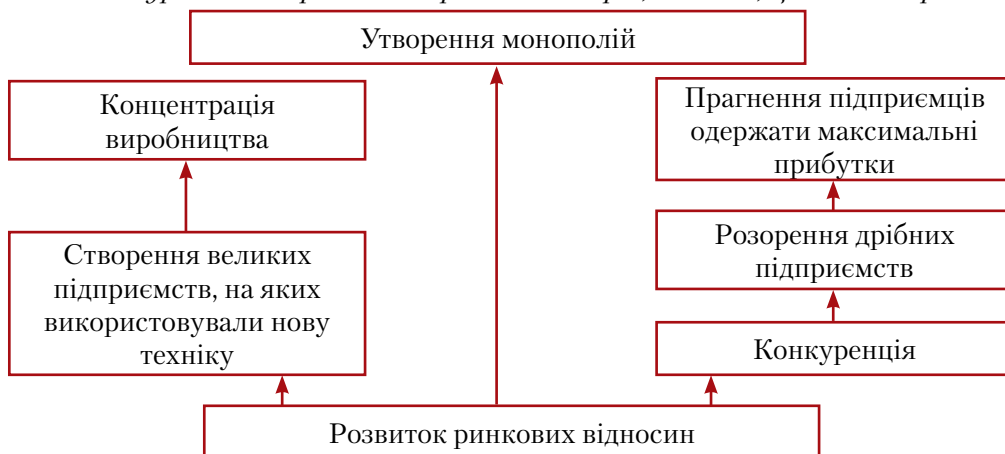 Утворення монополій
Концентрація
виробництва
Прагнення підприємців
одержати максимальні
прибутки
Створення великих
підприємств, на яких
використовували нову
техніку
Розорення дрібних
підприємств
Конкуренція
Розвиток ринкових відносин